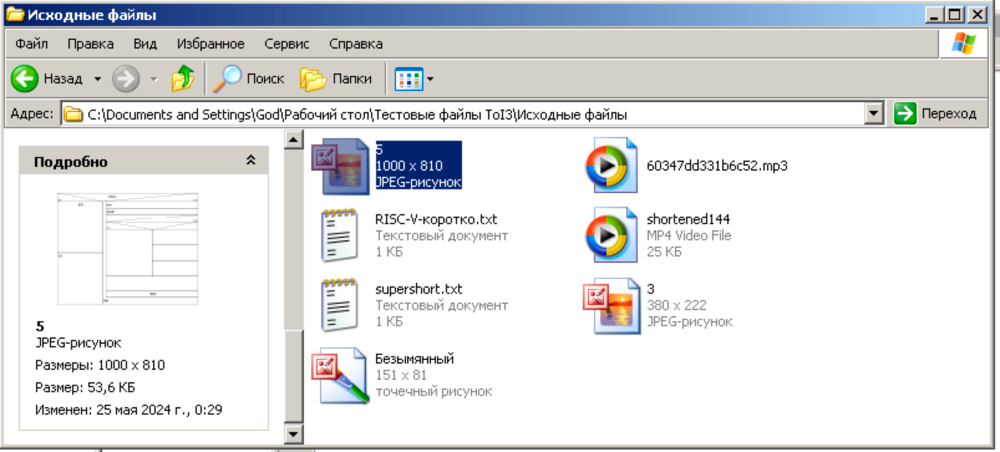 Исходные файлы
Файл Правка Вид Избранное Сервис Справка
Назад Поиск Папки
Адрес: C:\Documents and Settings\God\Рабочий стол\Тестовые файлы ТоІЗ\Исходные файлы Переход
Подробно
5
JPEG-рисунок
Размеры: 1000 x 810
Размер: 53,6 КБ
Изменен: 25 мая 2024 г., 0:29
5
1000 x 810
JPEG-рисунок
60347dd331b6c52.mp3
RISC-V-коротко.txt
Текстовый документ
1 КБ
shortened144
MP4 Video File
25 КБ
supershort.txt
Текстовый документ
1 КБ
3
380 x 222
JPEG-рисунок
Безымянный
151 x 81
точечный рисунок